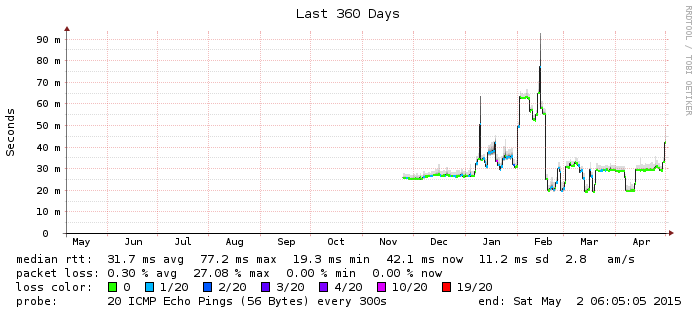 Last 360 Days
RRDTOOL / TOBI OETIKER
Seconds
90 m
80 m
70 m
60 m
50 m
40 m
30 m
20 m
10 m
0
May Jun Jul Aug Sep Oct Nov Dec Jan Feb Mar Apr
median rtt: 31.7 ms avg 77.2 ms max 19.3 ms min 42.1 ms now 11.2 ms sd 2.8 am/s
packet loss: 0.30 % avg 27.08 % max 0.00 % min 0.00 % now
loss color: 0 1/20 2/20 3/20 4/20 10/20 19/20
probe: 20 ICMP Echo Pings (56 Bytes) every 300s end: Sat May 2 06:05:05 2015